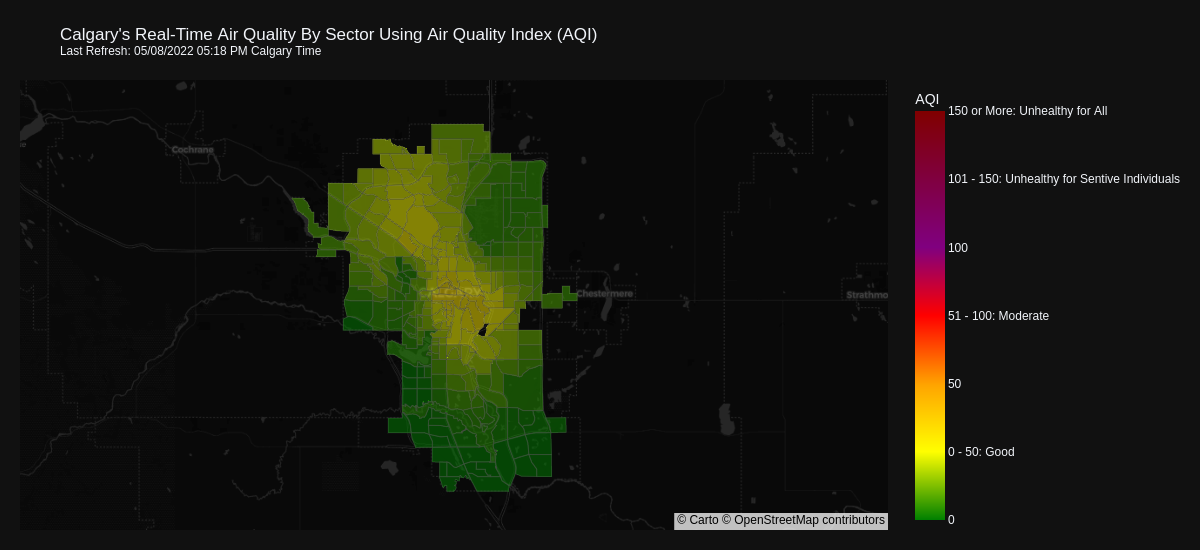 Calgary's Real-Time Air Quality By Sector Using Air Quality Index (AQI)
Last Refresh: 05/08/2022 05:18 PM Calgary Time
AQI
150 or More: Unhealthy for All
Cochrane
101 - 150: Unhealthy for Sentive Individuals
100
Chestermere
Strathmo
51 - 100: Moderate
50
0 - 50: Good
© Carto © OpenStreetMap contributors
0